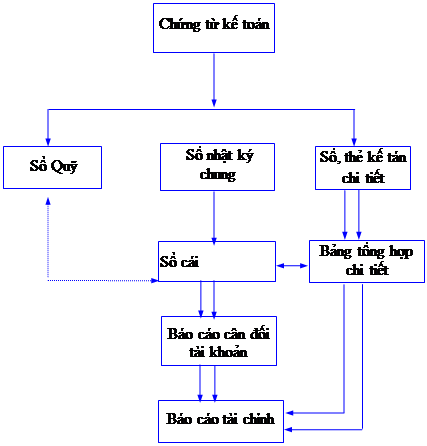 Chứng từ kế toán
Sổ Quỹ
Sổ nhật ký
chung
Sổ, thẻ kế tán
chi tiết
Sổ cái
Bảng tổng hợp
chi tiết
Báo cáo cân đối
tài khoản
Báo cáo tài chính